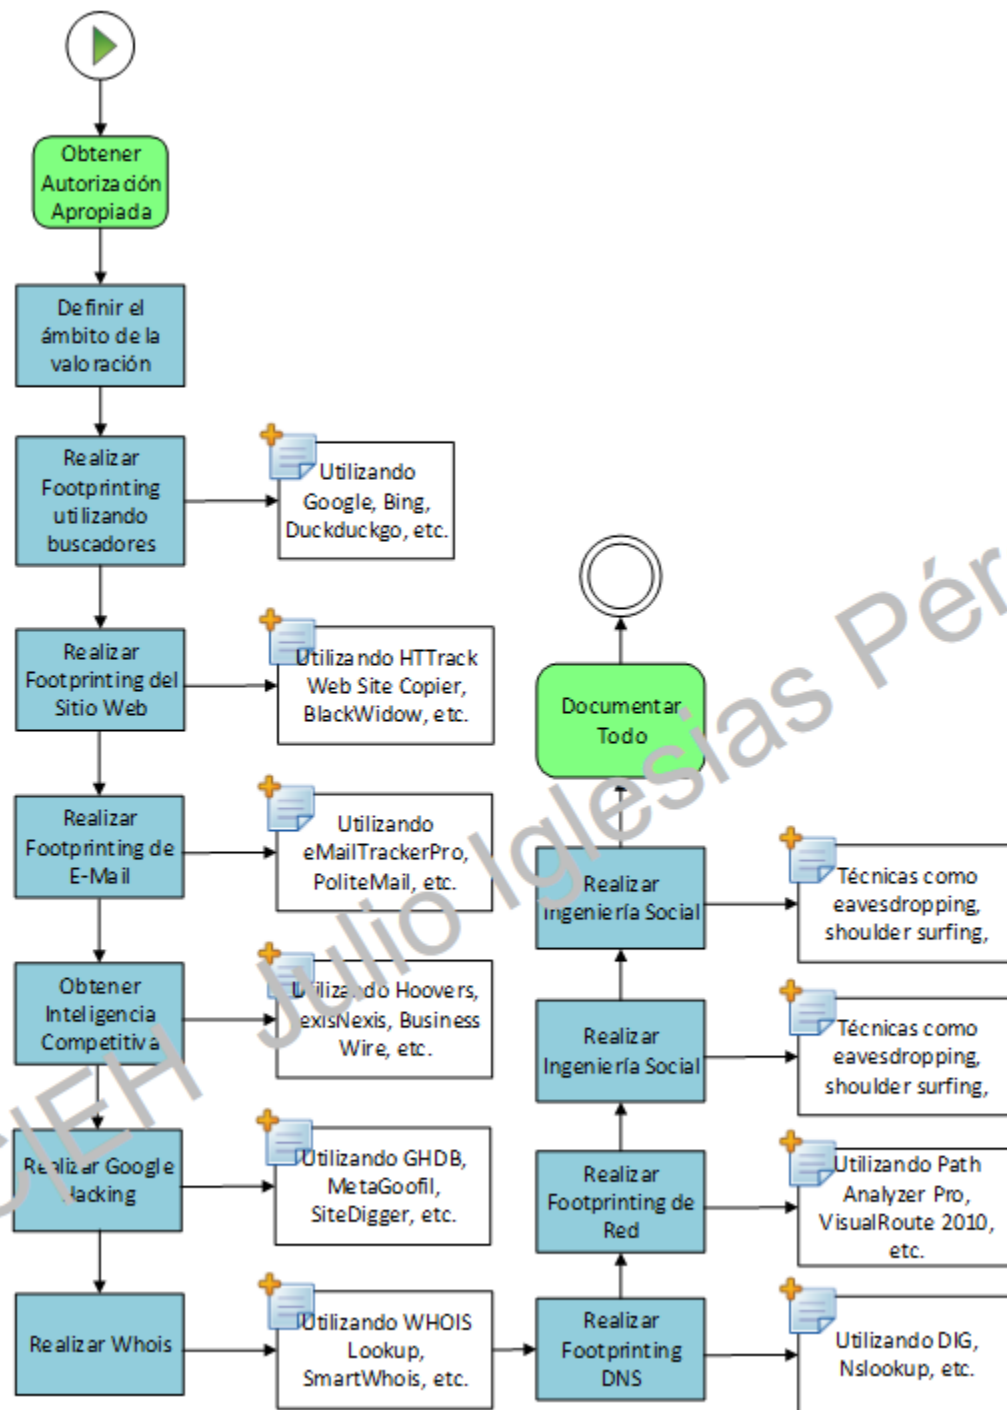 Obtener
Autorización
Apropiada
Definir el
ámbito de la
valoración
Realizar
Footprinting
utilizando
buscadores
Utilizando
Google, Bing,
Duckduckgo, etc.
Realizar
Footprinting del
Sitio Web
Utilizando HTTrack
Web Site Copier,
BlackWidow, etc.
Realizar
Footprinting de
E-Mail
Utilizando
eMailTrackerPro,
PoliteMail, etc.
Obtener
Inteligencia
Competitiva
Utilizando Hoovers,
LexisNexis, Business
Wire, etc.
Realizar Google
Hacking
Utilizando GHDB,
MetaGoofil,
SiteDigger, etc.
Realizar Whois
Utilizando WHOIS
Lookup,
SmartWhois, etc.
Realizar
Footprinting
DNS
Utilizando DIG,
Nslookup, etc.
Realizar
Footprinting de
Red
Utilizando Path
Analyzer Pro,
VisualRoute 2010,
etc.
Realizar
Ingeniería Social
Técnicas como
eavesdropping,
shoulder surfing,
Realizar
Ingeniería Social
Técnicas como
eavesdropping,
shoulder surfing,
Documentar
Todo
CIEH Julio Iglesias Pér